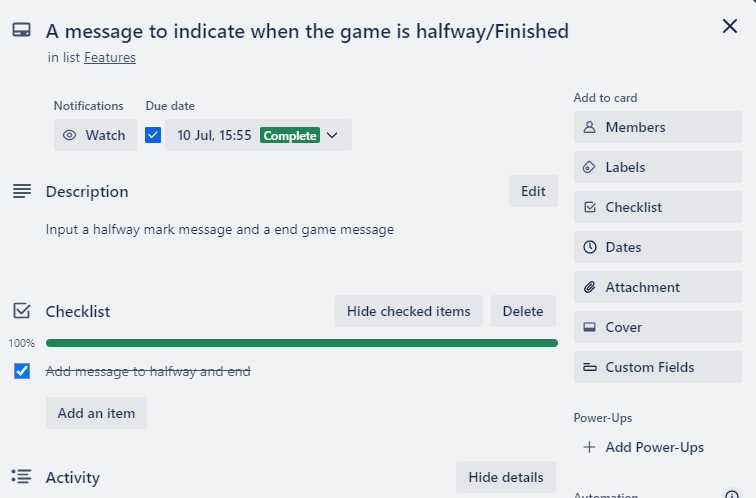 A message to indicate when the game is halfway/Finished
in list Features
Notifications
Due date
Watch
10 Jul, 15:55 Complete
Description
Edit
Input a halfway mark message and a end game message
Checklist
Hide checked items
Delete
100%
Add message to halfway and end
Add an item
Activity
Hide details
Add to card
Members
Labels
Checklist
Dates
Attachment
Cover
Custom Fields
Power-Ups
Add Power-Ups
Automation